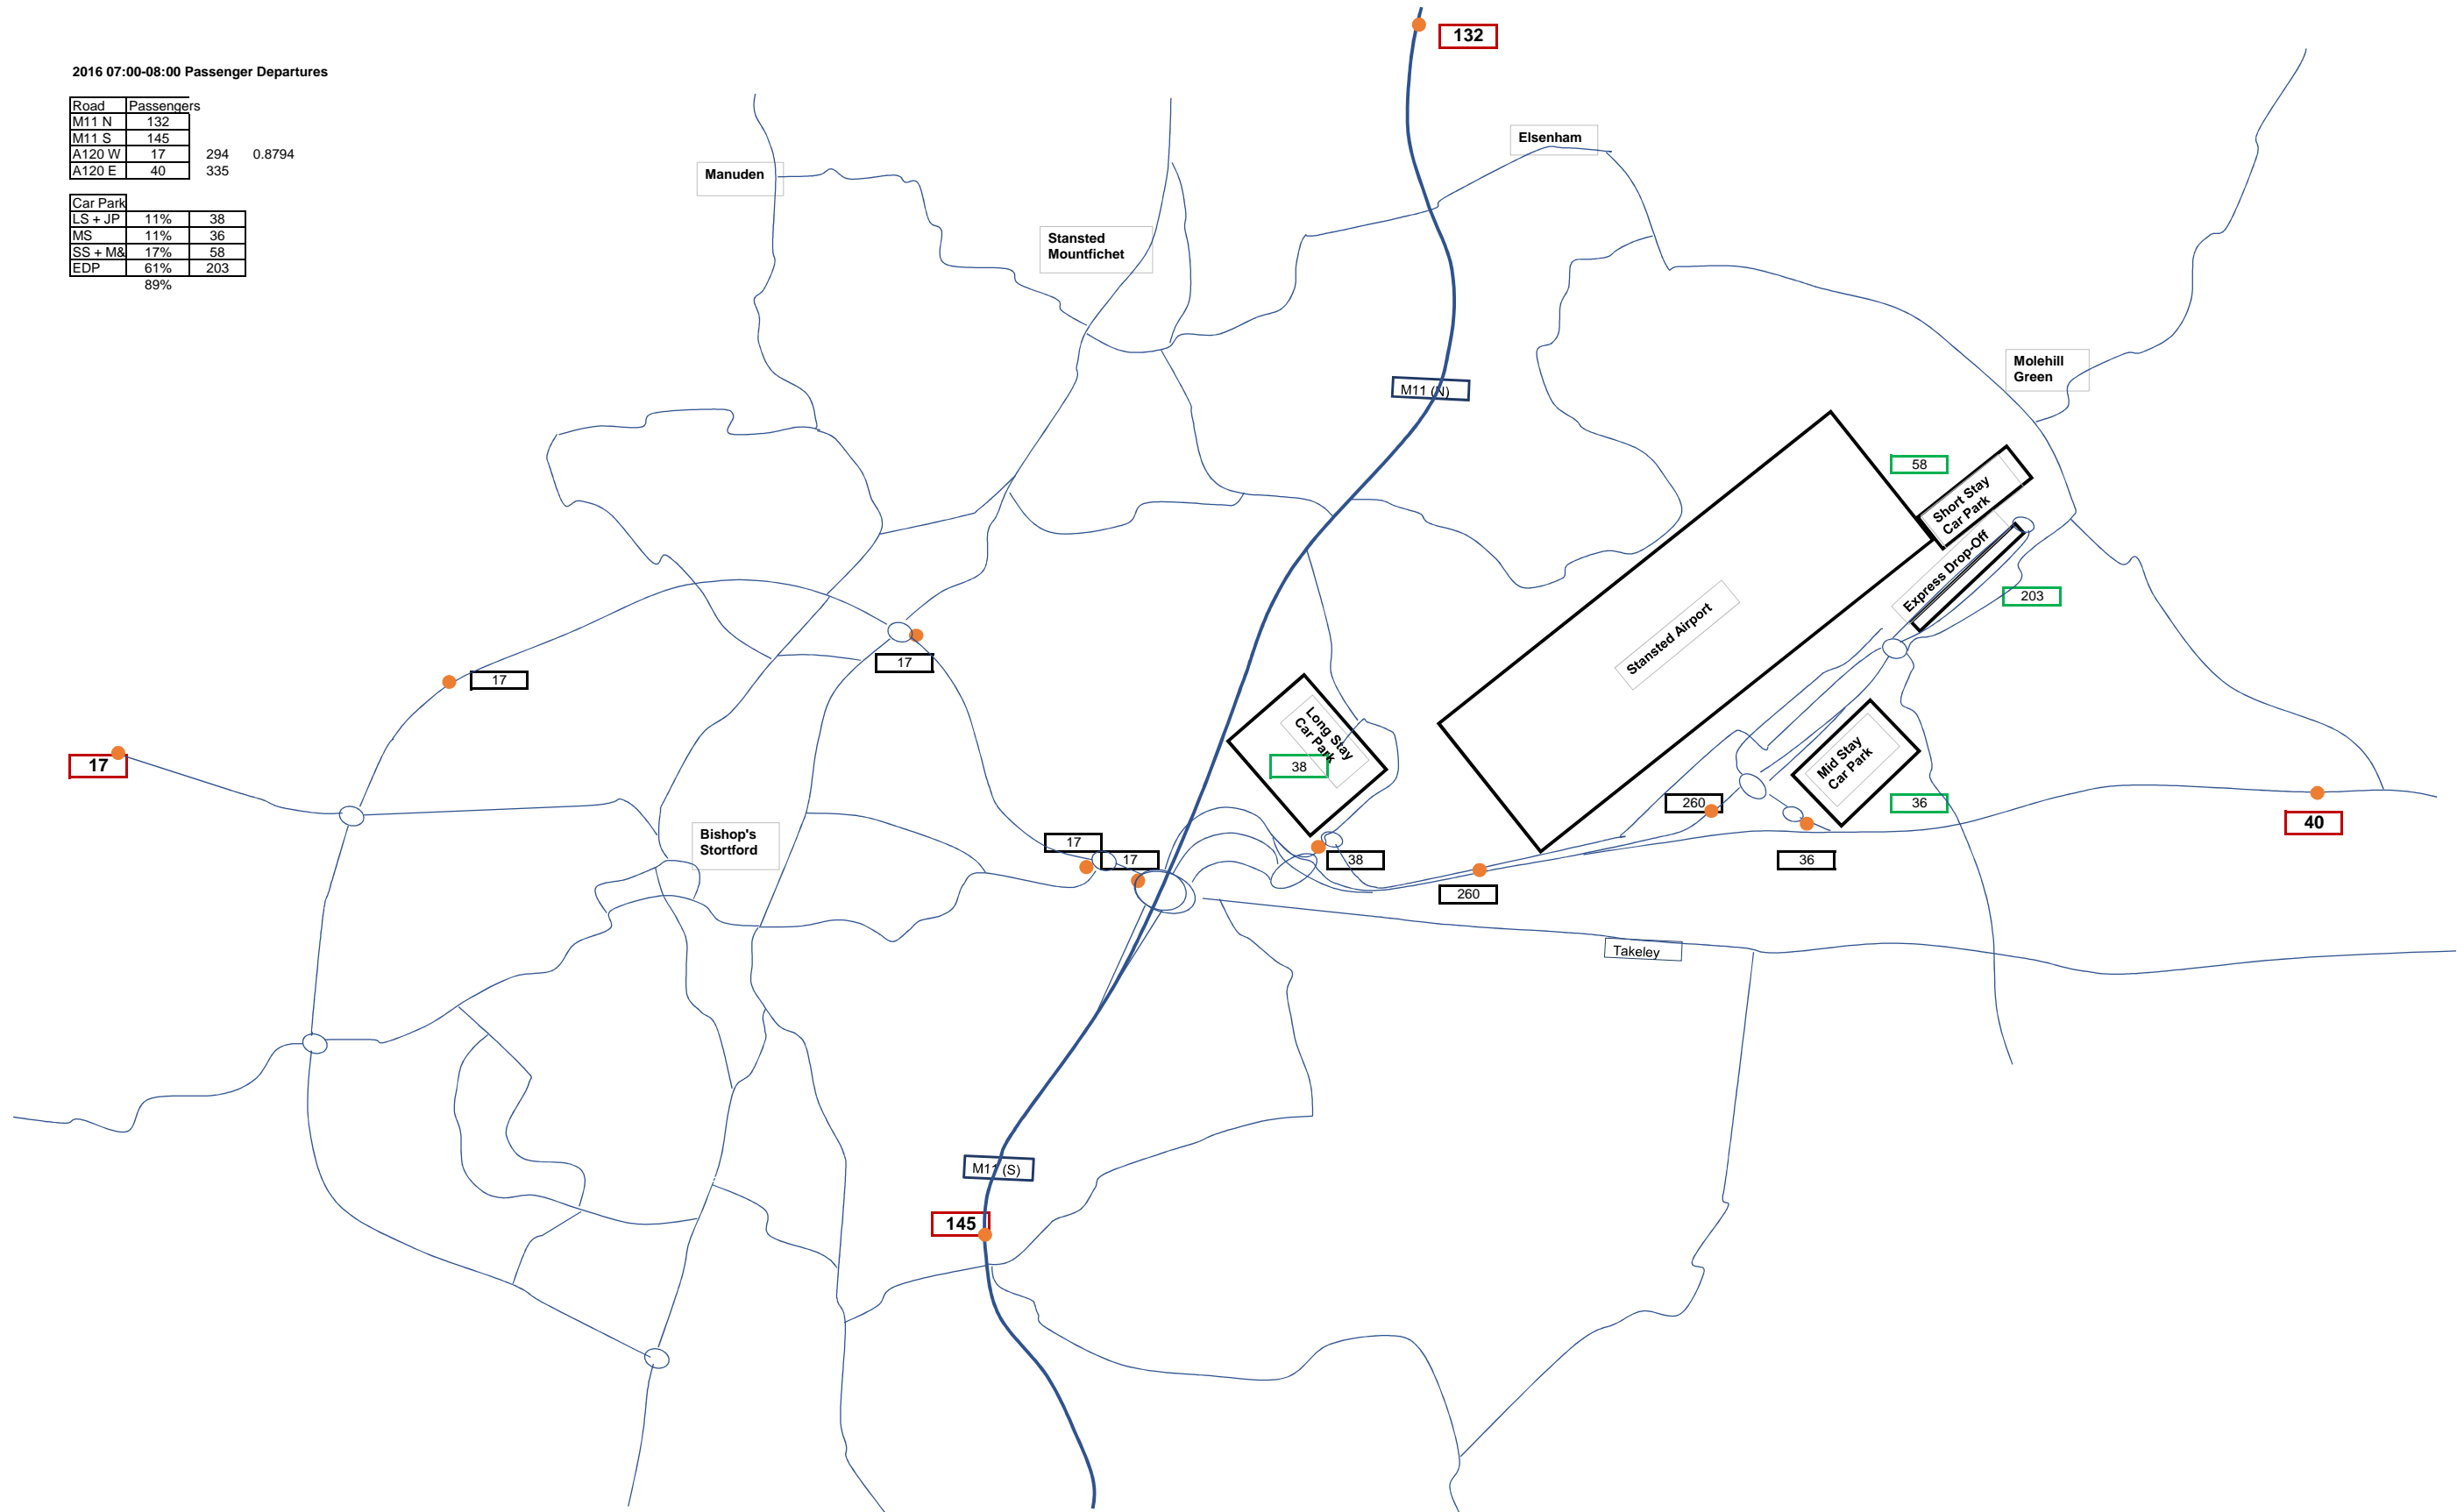 132
2016 07:00-08:00 Passenger Departures
Road Passengers
M11 N 132
M11 S 145
A120 W 17 294 0.8794
A120 E 40 335
Car Park
LS + JP 11% 38
MS 11% 36
SS + M& 17% 58
EDP 61% 203
89%
Elsenham
Manuden
Stansted
Mountfichet
Molehill
Green
M11 (N)
58
Short Stay
Car Park
Express Drop-Off
203
Stansted Airport
17
17
17
Long Stay
Car Park
38
Mid Stay
Car Park
36
260
40
Bishop's
Stortford
17
17
38
36
260
Takeley
M11 (S)
145